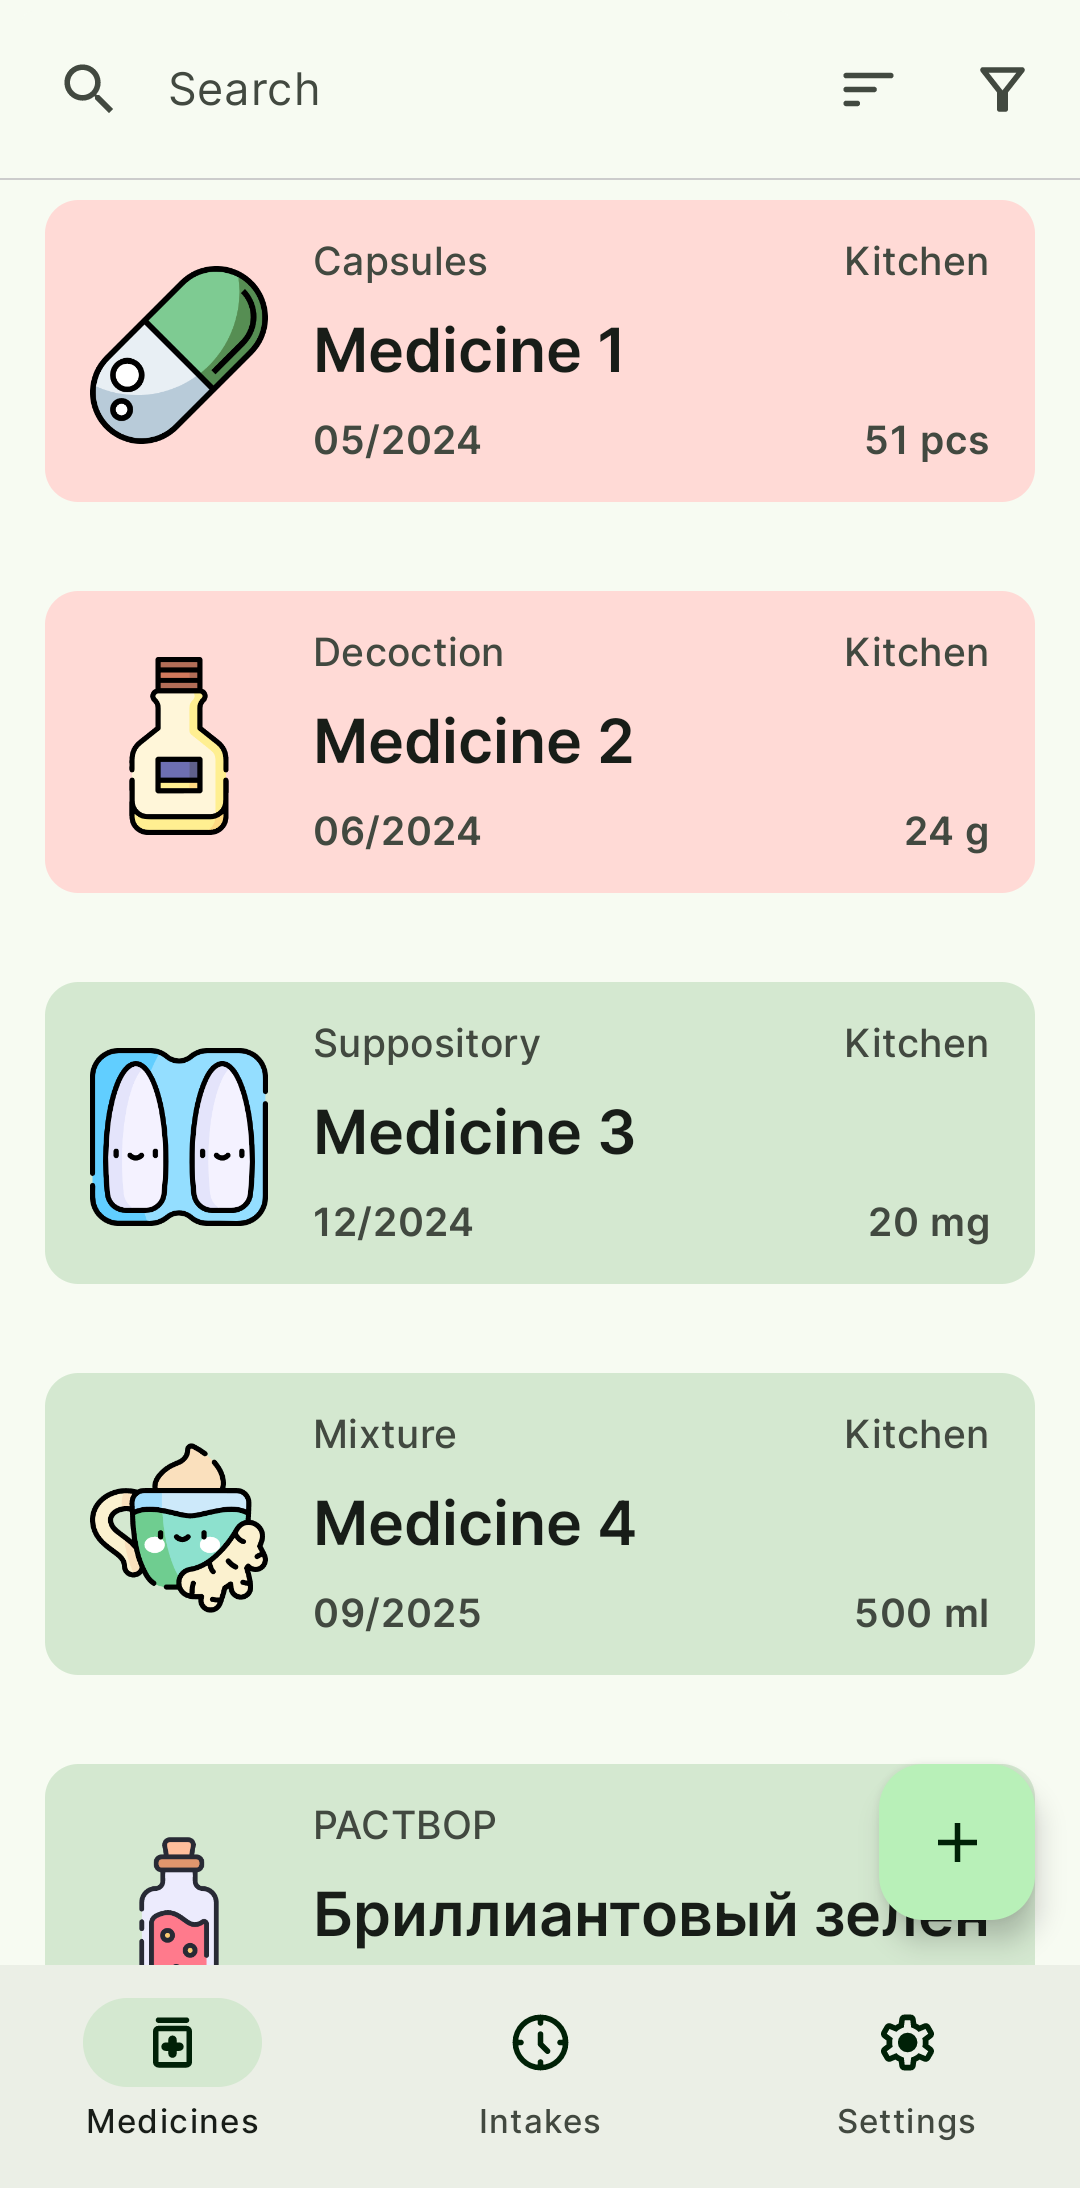 Search
Capsules Kitchen
Medicine 1
05/2024 51 pcs
Decoction Kitchen
Medicine 2
06/2024 24 g
Suppository Kitchen
Medicine 3
12/2024 20 mg
Mixture Kitchen
Medicine 4
09/2025 500 ml
РАСТВОР
Бриллиантовый зелен
Medicines Intakes Settings